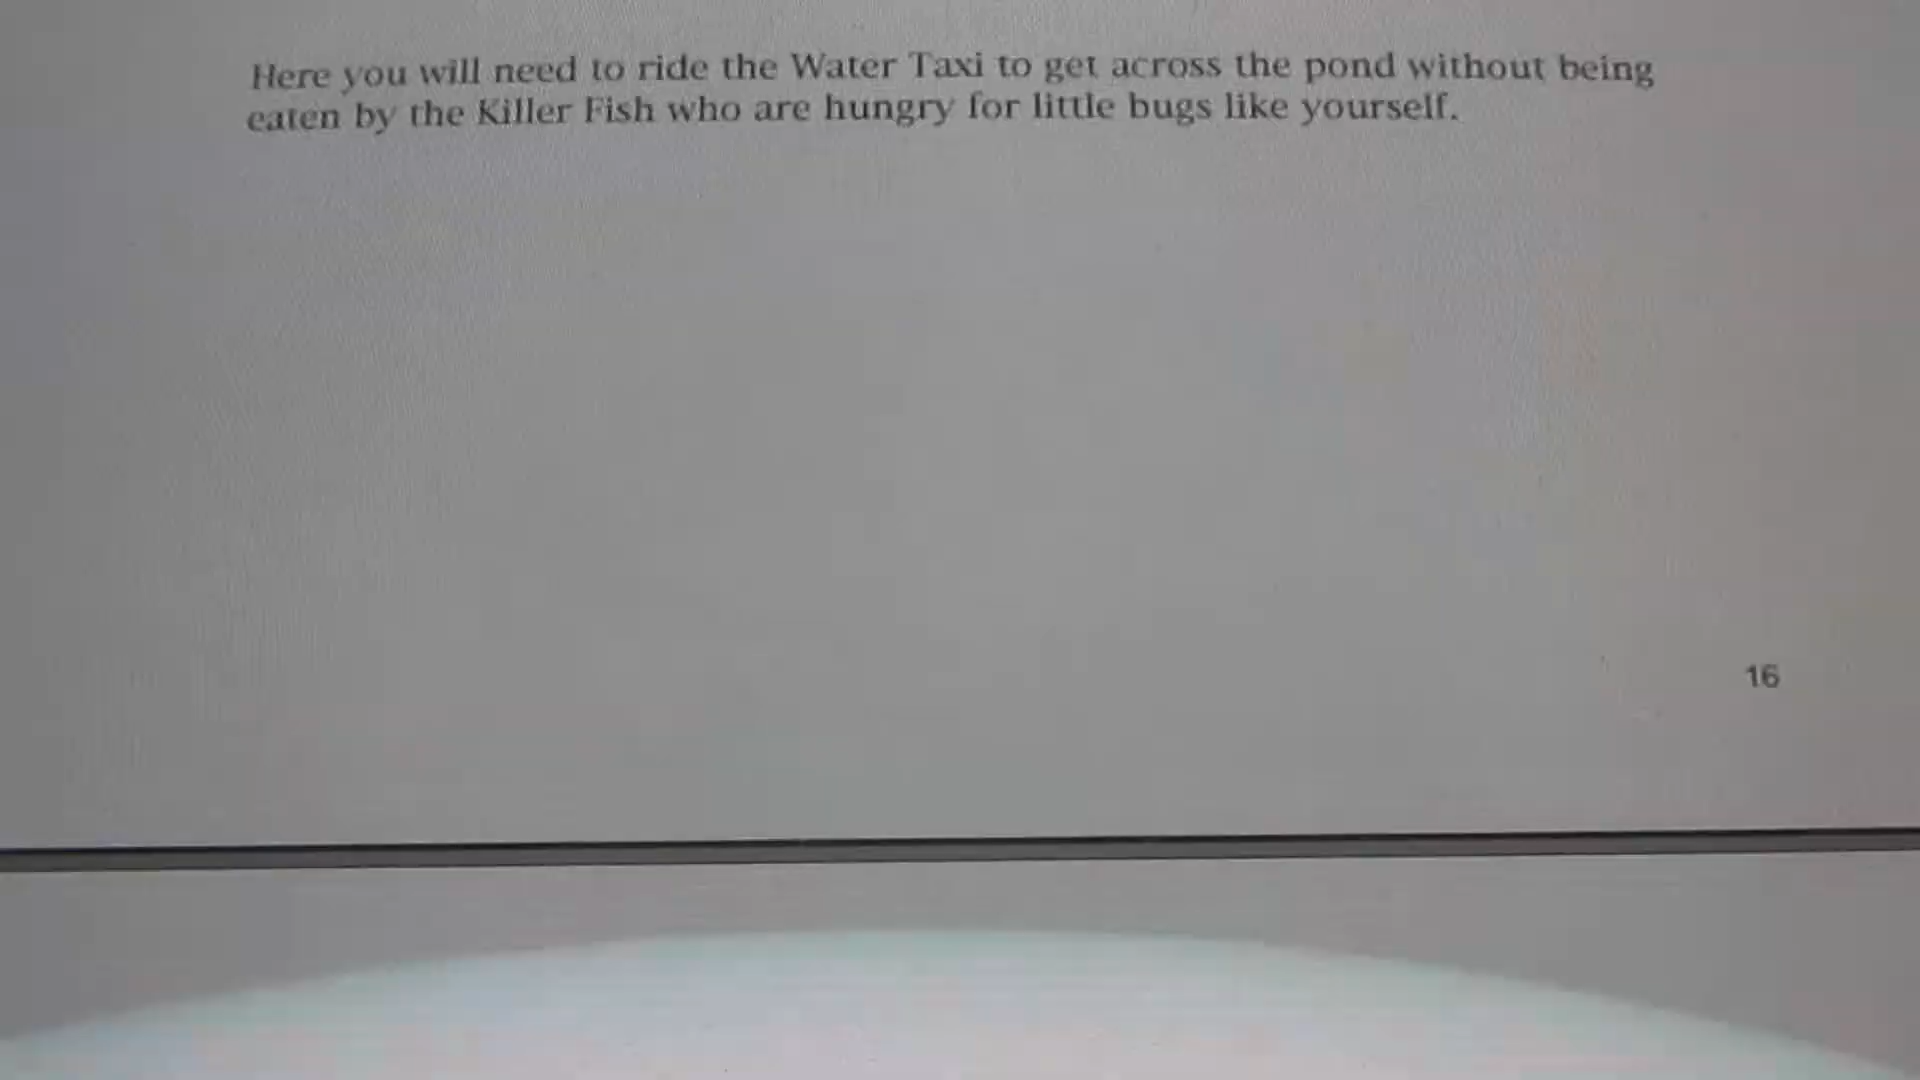 Here you will need to ride the Water Taxi to get across the pond without being
eaten by the Killer Fish who are hungry for little bugs like yourself.
16